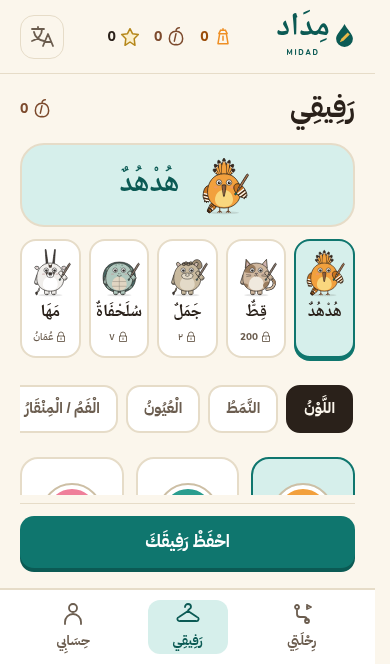 مِدَاد
MIDAD
0 0 0
رَفِيقِي
0
هُدْهُدٌ
هُدْهُدٌ قِطٌّ جَمَلٌ سُلَحْفَاةٌ مَهَا
200 ٢ ٧ عُمَانُ
اللَّوْنُ النَّمَطُ الْعُيُونُ الْفَمُ / الْمِنْقَارُ
احْفَظْ رَفِيقَكَ
رِحْلَتِي رَفِيقِي حِسَابِي